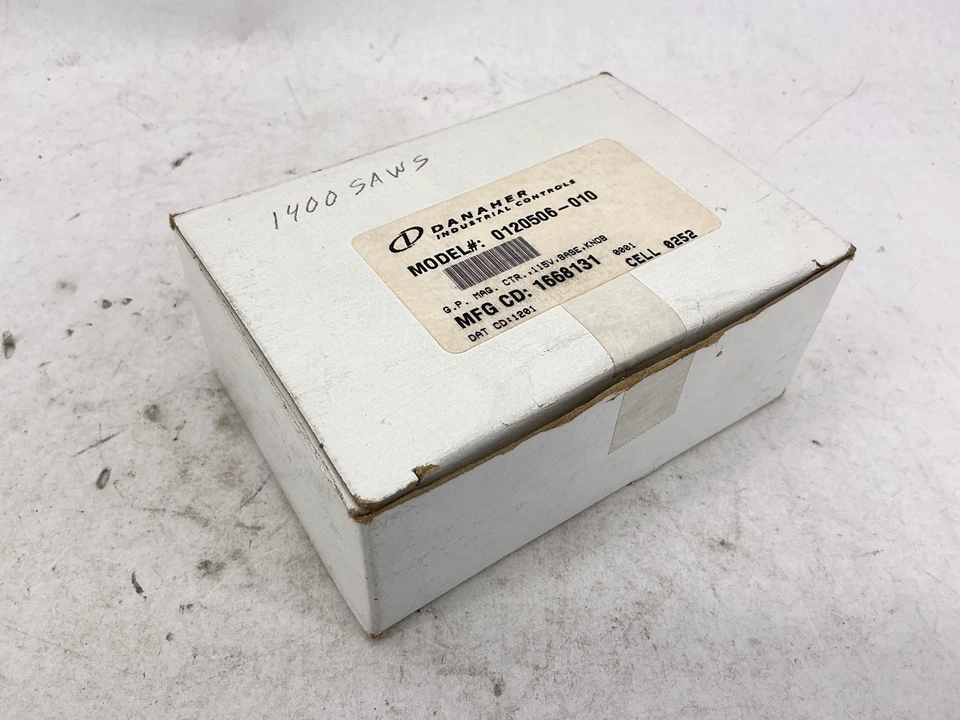 1400 SAWS
DANAHER
INDUSTRIAL CONTROLS
MODEL#: 0120506-010
G.P. MAG. CTR.,115V,BASE,KNOB
MFG CD: 1668131 0001 CELL 0252
DAT CD:1201